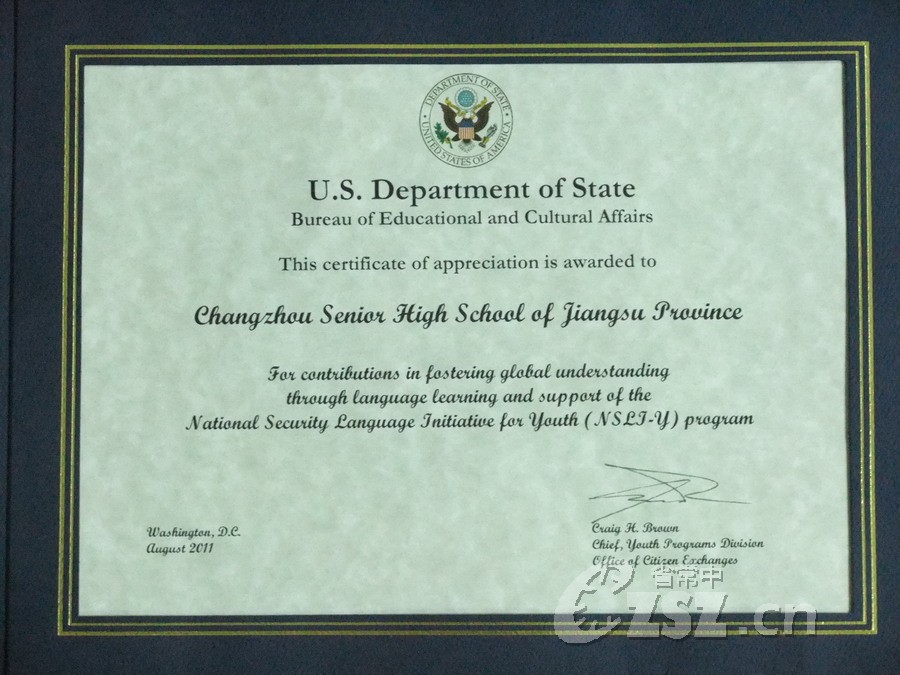 DEPARTMENT OF STATE
UNITED STATES OF AMERICA
U.S. Department of State
Bureau of Educational and Cultural Affairs
This certificate of appreciation is awarded to
Changzhou Senior High School of Jiangsu Province
For contributions in fostering global understanding
through language learning and support of the
National Security Language Initiative for Youth (NSLI-Y) program
Washington, D.C.
August 2011
Craig H. Brown
Chief, Youth Programs Division
Office of Citizen Exchanges
省常中
CZSZ.cn